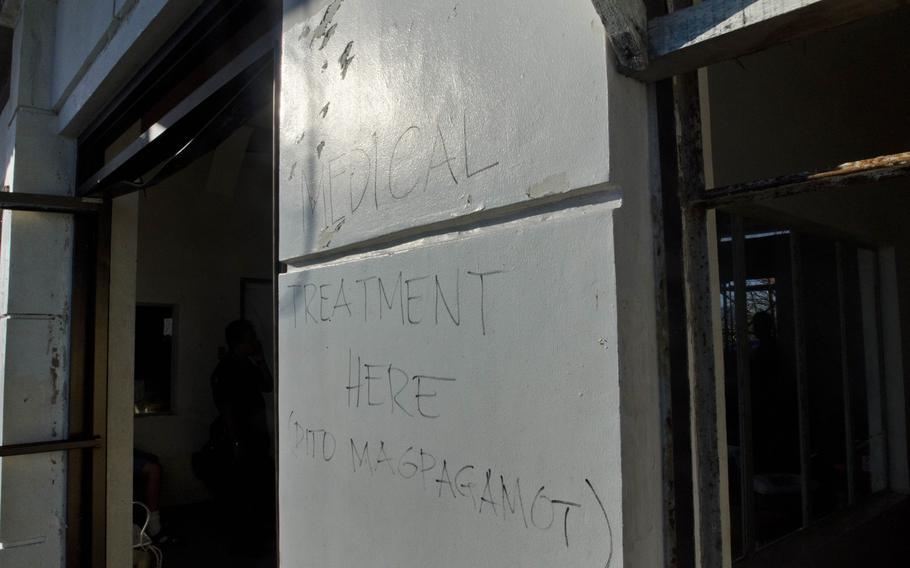 MEDICAL
TREATMENT
HERE
(DITO MAGPAGAMOT)